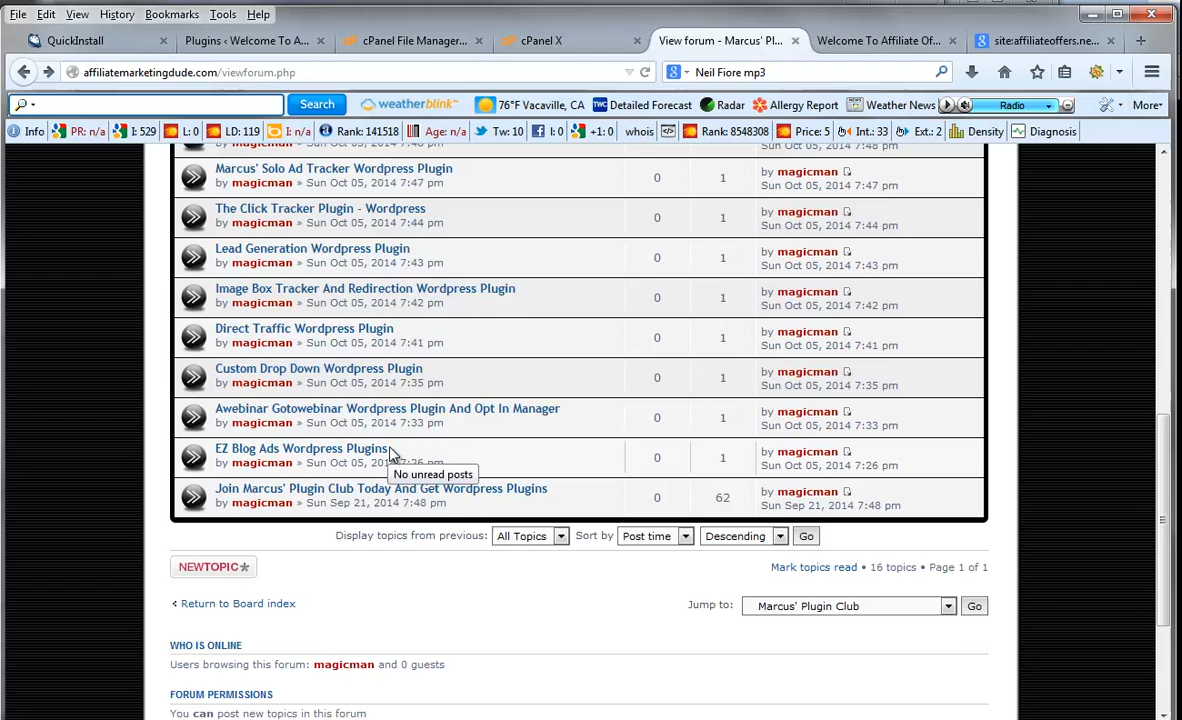 File Edit View History Bookmarks Tools Help
QuickInstall × Plugins ‹ Welcome To A... × cPanel File Manager... × cPanel X × View forum - Marcus' Pl... × Welcome To Affiliate Of... × site:affiliateoffers.ne... × +
affiliatemarketingdude.com/viewforum.php Neil Fiore mp3
Search weatherblink™ 76°F Vacaville, CA TWC Detailed Forecast Radar Allergy Report Weather News Radio More›
Info PR: n/a I: 529 L: 0 LD: 119 I: n/a Rank: 141518 Age: n/a Tw: 10 I: 0 +1: 0 whois Rank: 8548308 Price: 5 Int.: 33 Ext.: 2 Density Diagnosis
Sun Oct 05, 2014 7:48 pm
Marcus' Solo Ad Tracker Wordpress Plugin 0 1 by magicman
by magicman » Sun Oct 05, 2014 7:47 pm Sun Oct 05, 2014 7:47 pm
The Click Tracker Plugin - Wordpress 0 1 by magicman
by magicman » Sun Oct 05, 2014 7:44 pm Sun Oct 05, 2014 7:44 pm
Lead Generation Wordpress Plugin 0 1 by magicman
by magicman » Sun Oct 05, 2014 7:43 pm Sun Oct 05, 2014 7:43 pm
Image Box Tracker And Redirection Wordpress Plugin 0 1 by magicman
by magicman » Sun Oct 05, 2014 7:42 pm Sun Oct 05, 2014 7:42 pm
Direct Traffic Wordpress Plugin 0 1 by magicman
by magicman » Sun Oct 05, 2014 7:41 pm Sun Oct 05, 2014 7:41 pm
Custom Drop Down Wordpress Plugin 0 1 by magicman
by magicman » Sun Oct 05, 2014 7:35 pm Sun Oct 05, 2014 7:35 pm
Awebinar Gotowebinar Wordpress Plugin And Opt In Manager 0 1 by magicman
by magicman » Sun Oct 05, 2014 7:33 pm Sun Oct 05, 2014 7:33 pm
EZ Blog Ads Wordpress Plugins 0 1 by magicman
by magicman » Sun Oct 05, 201 7:26 pm Sun Oct 05, 2014 7:26 pm
No unread posts
Join Marcus' Plugin Club Today And Get Wordpress Plugins 0 62 by magicman
by magicman » Sun Sep 21, 2014 7:48 pm Sun Sep 21, 2014 7:48 pm
Display topics from previous: All Topics Sort by Post time Descending Go
NEWTOPIC* Mark topics read • 16 topics • Page 1 of 1
Return to Board index Jump to: Marcus' Plugin Club Go
WHO IS ONLINE
Users browsing this forum: magicman and 0 guests
FORUM PERMISSIONS
You can post new topics in this forum